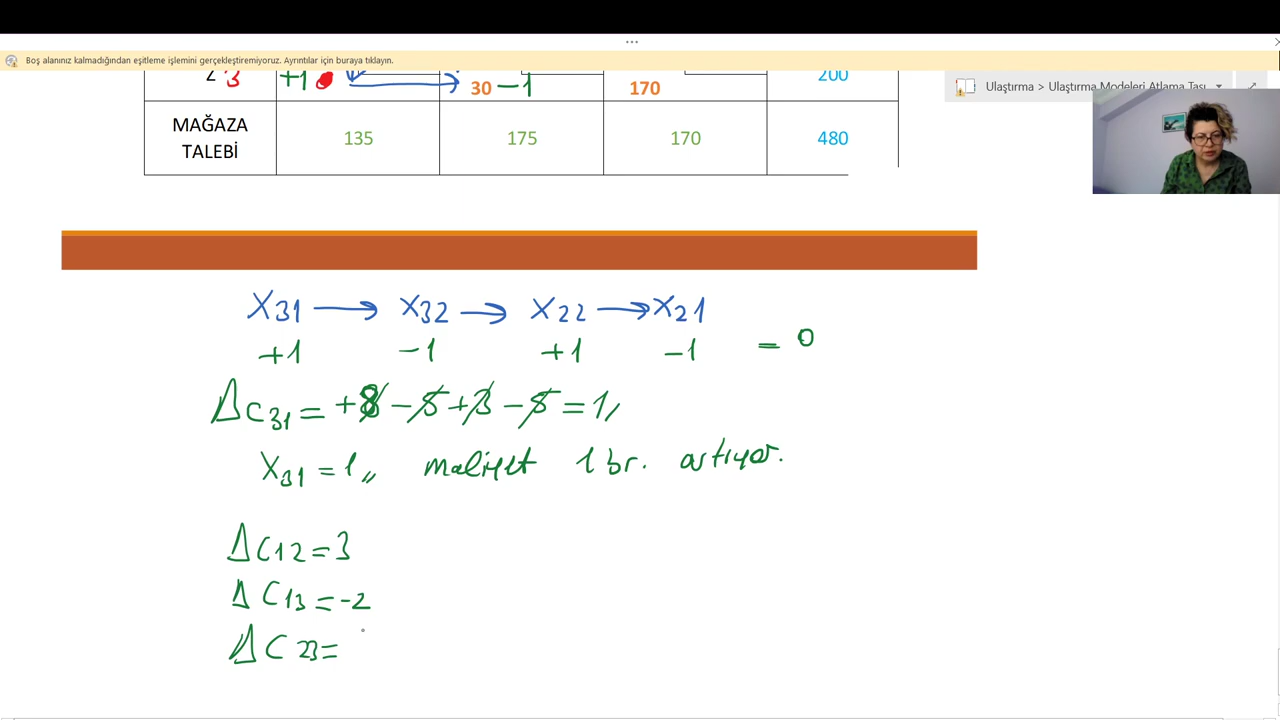 Boş alanınız kalmadığından eşitleme işlemini gerçekleştiremiyoruz. Ayrıntılar için buraya tıklayın.
Ulaştırma > Ulaştırma Modeleri Atlama Taşı
3 +1 30 -1 170 200
MAĞAZA TALEBİ 135 175 170 480
X31 → X32 → X22 → X21
+1 -1 +1 -1 = 0
ΔC31 = +8 -5 +3 -5 = 1,,
X31 = 1,, maliyet 1 br. artıyor.
ΔC12 = 3
ΔC13 = -2
ΔC23 =